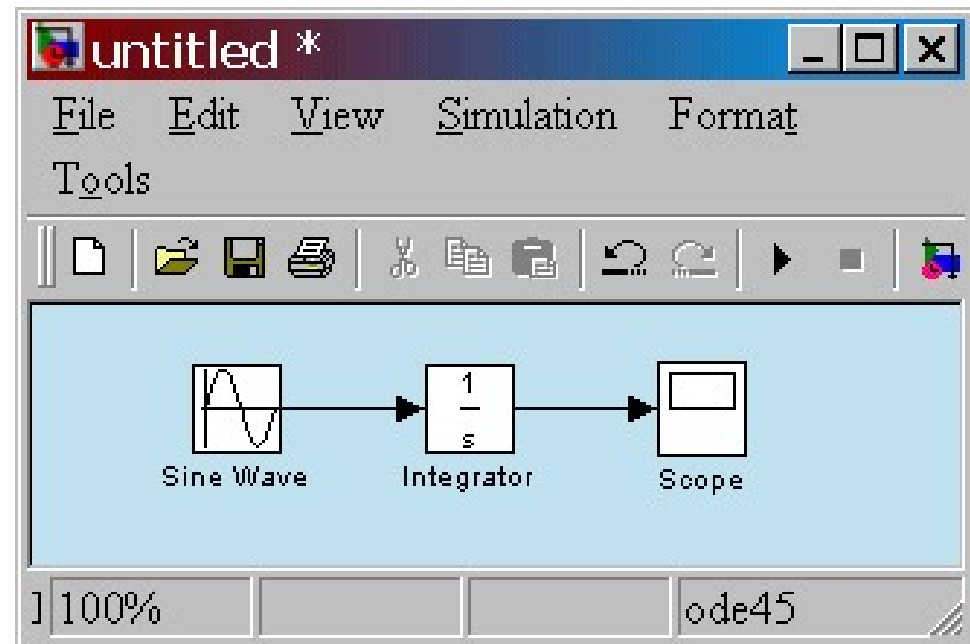 untitled *
File Edit View Simulation Format
Tools
1
s
Sine Wave Integrator Scope
100% ode45